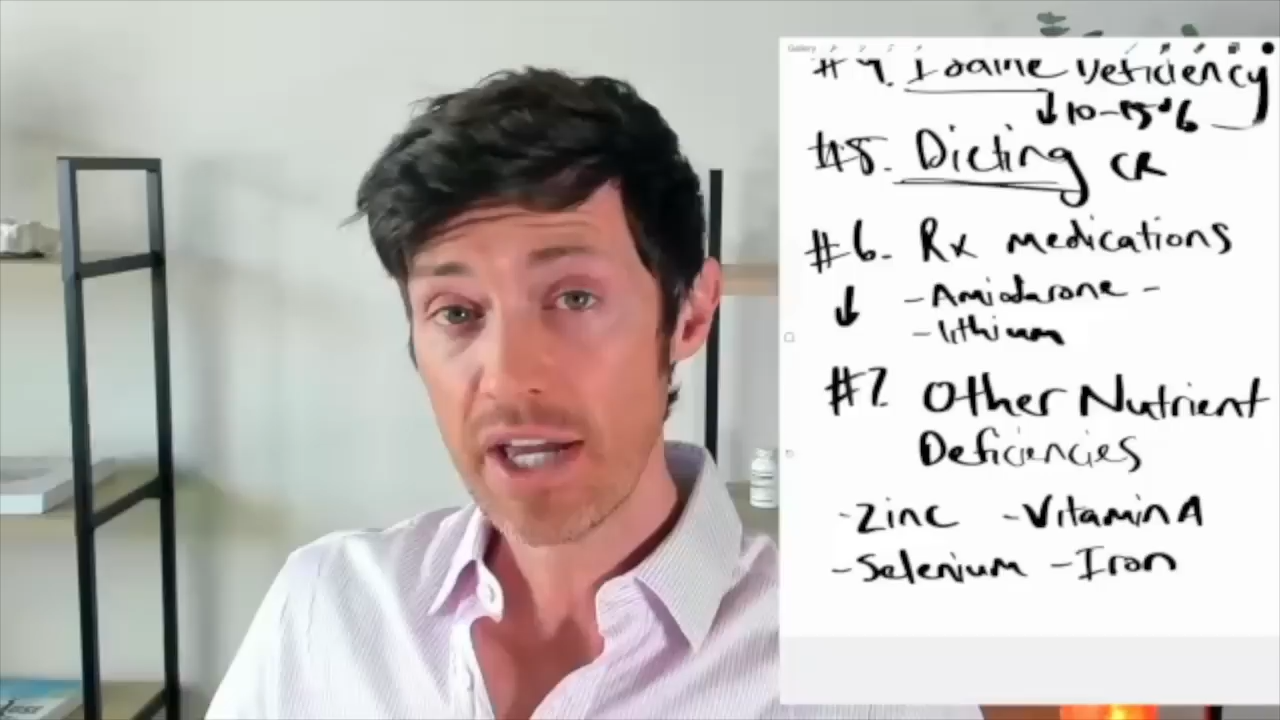 Gallery
#4. Iodine Deficiency
↓ 10-15%
#5. Dieting CR
#6. Rx medications
↓ - Amiodarone -
- lithium
#7 Other Nutrient
Deficiencies
- Zinc - Vitamin A
- Selenium - Iron